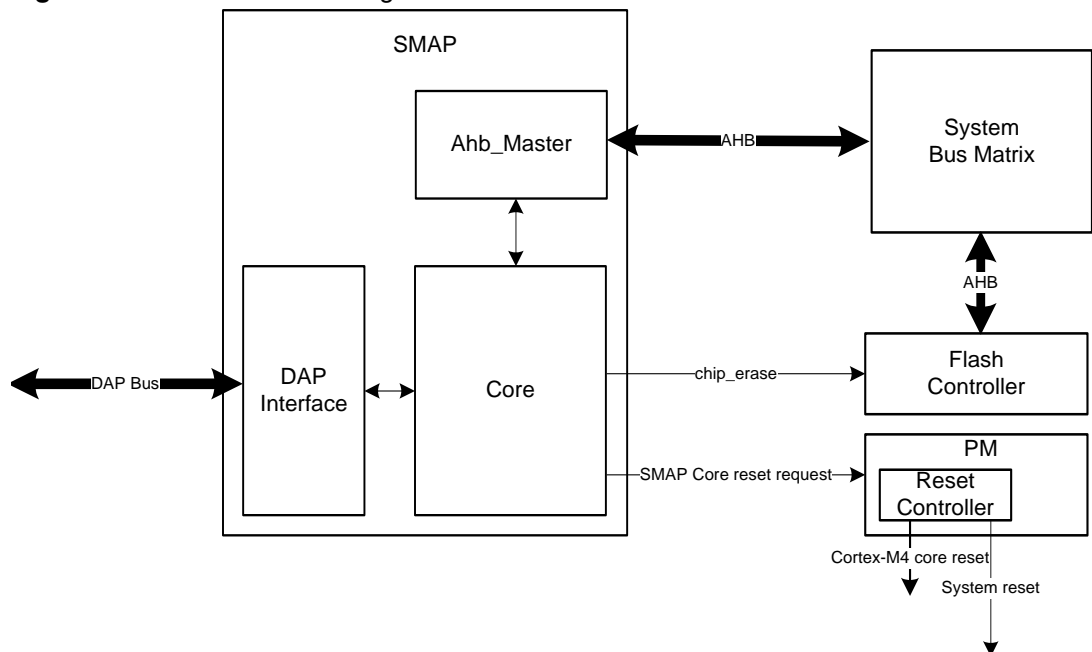 SMAP
Ahb_Master
AHB
System
Bus Matrix
AHB
DAP Bus
DAP
Interface
Core
chip_erase
Flash
Controller
SMAP Core reset request
PM
Reset
Controller
Cortex-M4 core reset
System reset